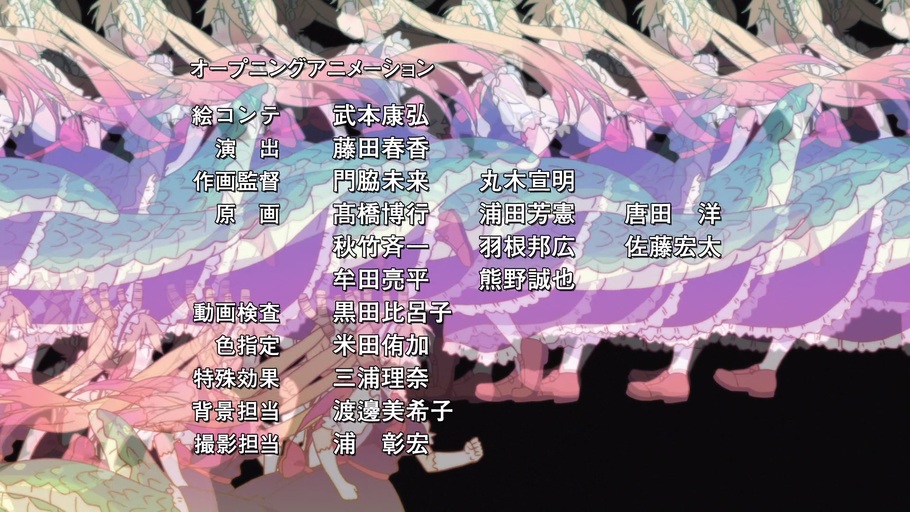 オープニングアニメーション
絵コンテ　武本康弘
演　出　藤田春香
作画監督　門脇未来　丸木宣明
原　画　髙橋博行　浦田芳憲　唐田　洋
秋竹斉一　羽根邦広　佐藤宏太
牟田亮平　熊野誠也
動画検査　黒田比呂子
色指定　米田侑加
特殊効果　三浦理奈
背景担当　渡邊美希子
撮影担当　浦　彰宏